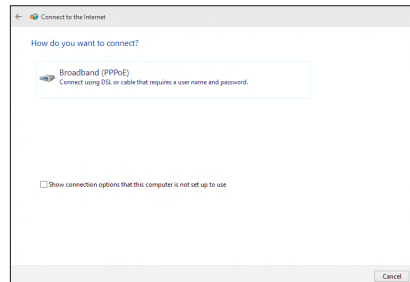 Connect to the Internet
How do you want to connect?
Broadband (PPPoE)
Connect using DSL or cable that requires a user name and password.
Show connection options that this computer is not set up to use
Cancel